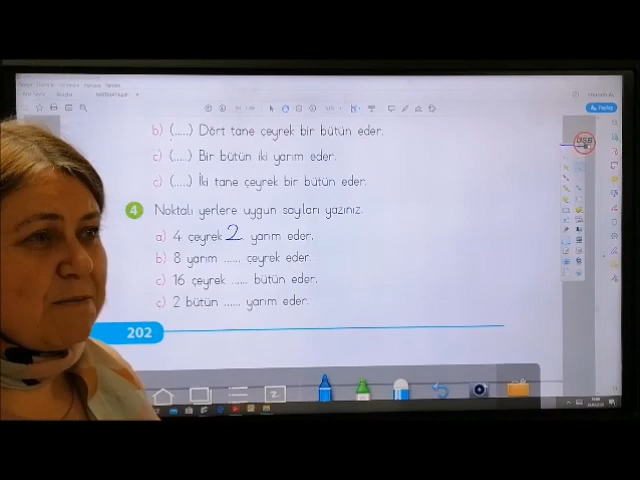 b) (.....) Dört tane çeyrek bir bütün eder.
c) (.....) Bir bütün iki yarım eder.
ç) (.....) İki tane çeyrek bir bütün eder.
4 Noktalı yerlere uygun sayıları yazınız.
a) 4 çeyrek 2 yarım eder.
b) 8 yarım ...... çeyrek eder.
c) 16 çeyrek ...... bütün eder.
ç) 2 bütün ...... yarım eder.
202